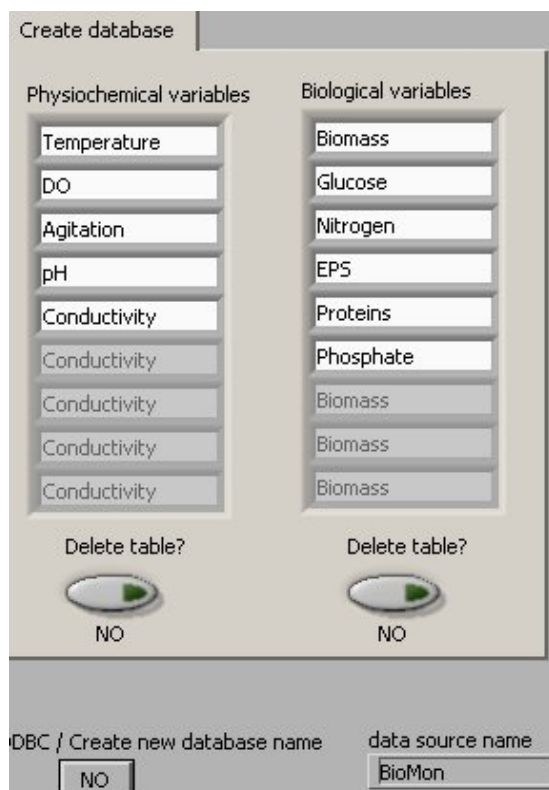 Create database
Physiochemical variables
Temperature
DO
Agitation
pH
Conductivity
Conductivity
Conductivity
Conductivity
Conductivity
Delete table?
NO
Biological variables
Biomass
Glucose
Nitrogen
EPS
Proteins
Phosphate
Biomass
Biomass
Biomass
Delete table?
NO
DBC / Create new database name
NO
data source name
BioMon